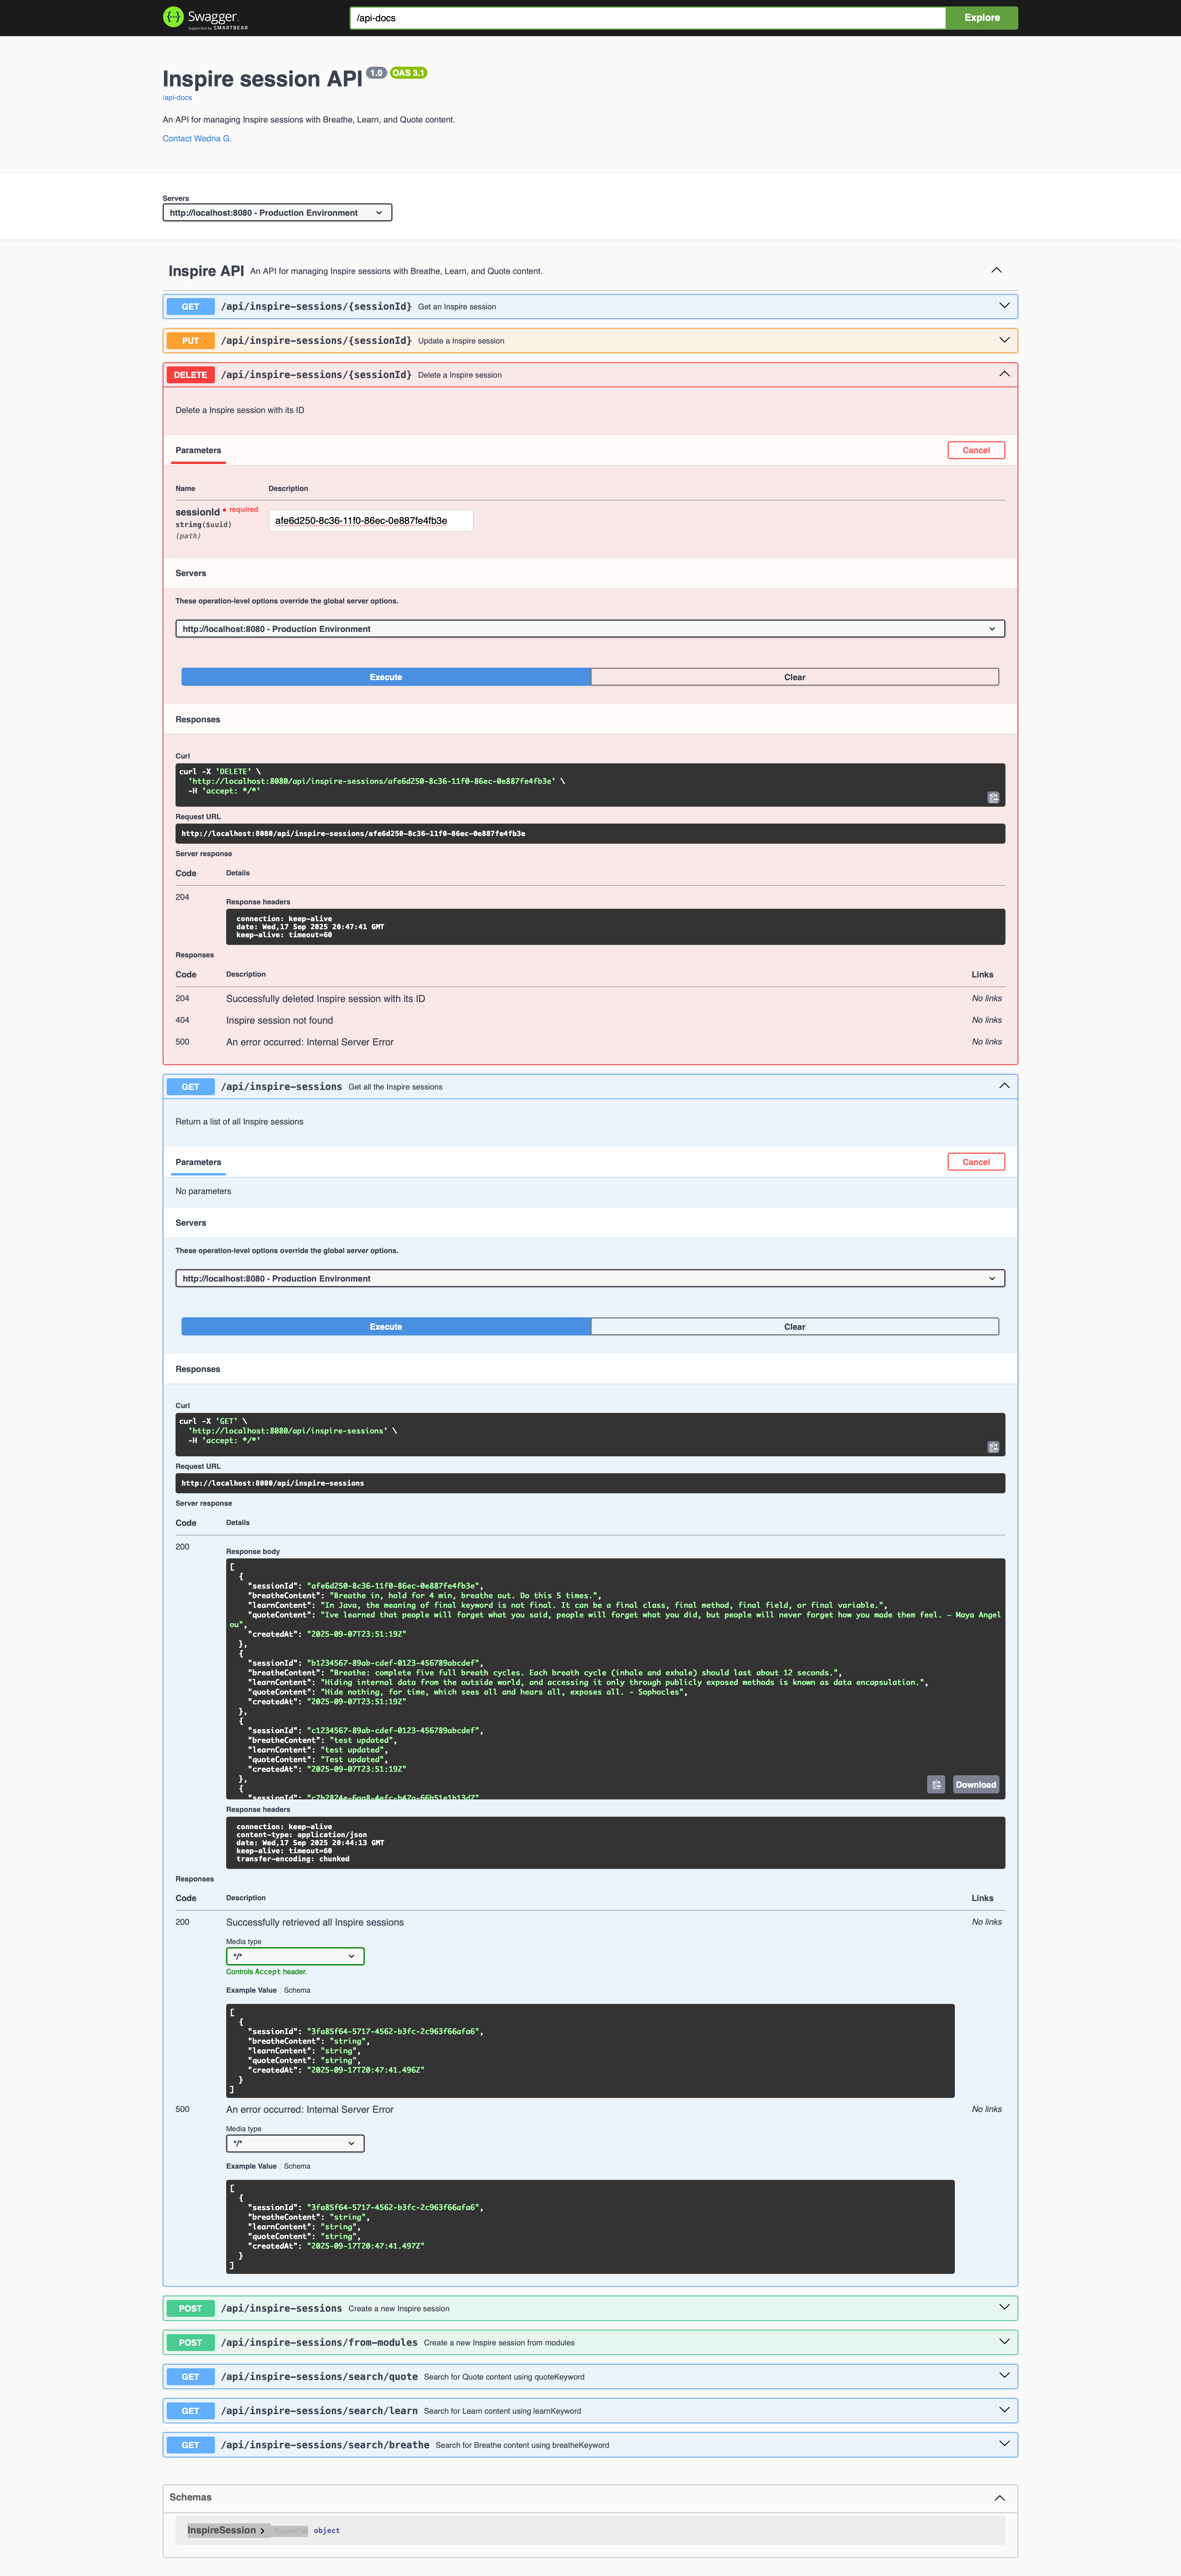 Swagger
Supported by SMARTBEAR
/api-docs
Explore
Inspire session API 1.0 OAS 3.1
/api-docs
An API for managing Inspire sessions with Breathe, Learn, and Quote content.
Contact Wedna G.
Servers
http://localhost:8080 - Production Environment
Inspire API An API for managing Inspire sessions with Breathe, Learn, and Quote content.
GET /api/inspire-sessions/{sessionId} Get an Inspire session
PUT /api/inspire-sessions/{sessionId} Update a Inspire session
DELETE /api/inspire-sessions/{sessionId} Delete a Inspire session
Delete a Inspire session with its ID
Parameters Cancel
Name Description
sessionId * required
string($uuid)
(path)
afe6d250-8c36-11f0-86ec-0e887fe4fb3e
Servers
These operation-level options override the global server options.
http://localhost:8080 - Production Environment
Execute Clear
Responses
Curl
curl -X 'DELETE' \
'http://localhost:8080/api/inspire-sessions/afe6d250-8c36-11f0-86ec-0e887fe4fb3e' \
-H 'accept: */*'
Request URL
http://localhost:8080/api/inspire-sessions/afe6d250-8c36-11f0-86ec-0e887fe4fb3e
Server response
Code Details
204
Response headers
connection: keep-alive
date: Wed,17 Sep 2025 20:47:41 GMT
keep-alive: timeout=60
Responses
Code Description Links
204 Successfully deleted Inspire session with its ID No links
404 Inspire session not found No links
500 An error occurred: Internal Server Error No links
GET /api/inspire-sessions Get all the Inspire sessions
Return a list of all Inspire sessions
Parameters Cancel
No parameters
Servers
These operation-level options override the global server options.
http://localhost:8080 - Production Environment
Execute Clear
Responses
Curl
curl -X 'GET' \
'http://localhost:8080/api/inspire-sessions' \
-H 'accept: */*'
Request URL
http://localhost:8080/api/inspire-sessions
Server response
Code Details
200
Response body
[
{
"sessionId": "afe6d250-8c36-11f0-86ec-0e887fe4fb3e",
"breatheContent": "Breathe in, hold for 4 min, breathe out. Do this 5 times.",
"learnContent": "In Java, the meaning of final keyword is not final. It can be a final class, final method, final field, or final variable.",
"quoteContent": "Ive learned that people will forget what you said, people will forget what you did, but people will never forget how you made them feel. – Maya Angel
ou",
"createdAt": "2025-09-07T23:51:19Z"
},
{
"sessionId": "b1234567-89ab-cdef-0123-456789abcdef",
"breatheContent": "Breathe: complete five full breath cycles. Each breath cycle (inhale and exhale) should last about 12 seconds.",
"learnContent": "Hiding internal data from the outside world, and accessing it only through publicly exposed methods is known as data encapsulation.",
"quoteContent": "Hide nothing, for time, which sees all and hears all, exposes all. - Sophocles",
"createdAt": "2025-09-07T23:51:19Z"
},
{
"sessionId": "c1234567-89ab-cdef-0123-456789abcdef",
"breatheContent": "test updated",
"learnContent": "test updated",
"quoteContent": "Test updated",
"createdAt": "2025-09-07T23:51:19Z"
},
{
Download
Response headers
connection: keep-alive
content-type: application/json
date: Wed,17 Sep 2025 20:44:13 GMT
keep-alive: timeout=60
transfer-encoding: chunked
Responses
Code Description Links
200 Successfully retrieved all Inspire sessions No links
Media type
*/*
Controls Accept header.
Example Value Schema
[
{
"sessionId": "3fa85f64-5717-4562-b3fc-2c963f66afa6",
"breatheContent": "string",
"learnContent": "string",
"quoteContent": "string",
"createdAt": "2025-09-17T20:47:41.496Z"
}
]
500 An error occurred: Internal Server Error No links
Media type
*/*
Example Value Schema
[
{
"sessionId": "3fa85f64-5717-4562-b3fc-2c963f66afa6",
"breatheContent": "string",
"learnContent": "string",
"quoteContent": "string",
"createdAt": "2025-09-17T20:47:41.497Z"
}
]
POST /api/inspire-sessions Create a new Inspire session
POST /api/inspire-sessions/from-modules Create a new Inspire session from modules
GET /api/inspire-sessions/search/quote Search for Quote content using quoteKeyword
GET /api/inspire-sessions/search/learn Search for Learn content using learnKeyword
GET /api/inspire-sessions/search/breathe Search for Breathe content using breatheKeyword
Schemas
InspireSession object